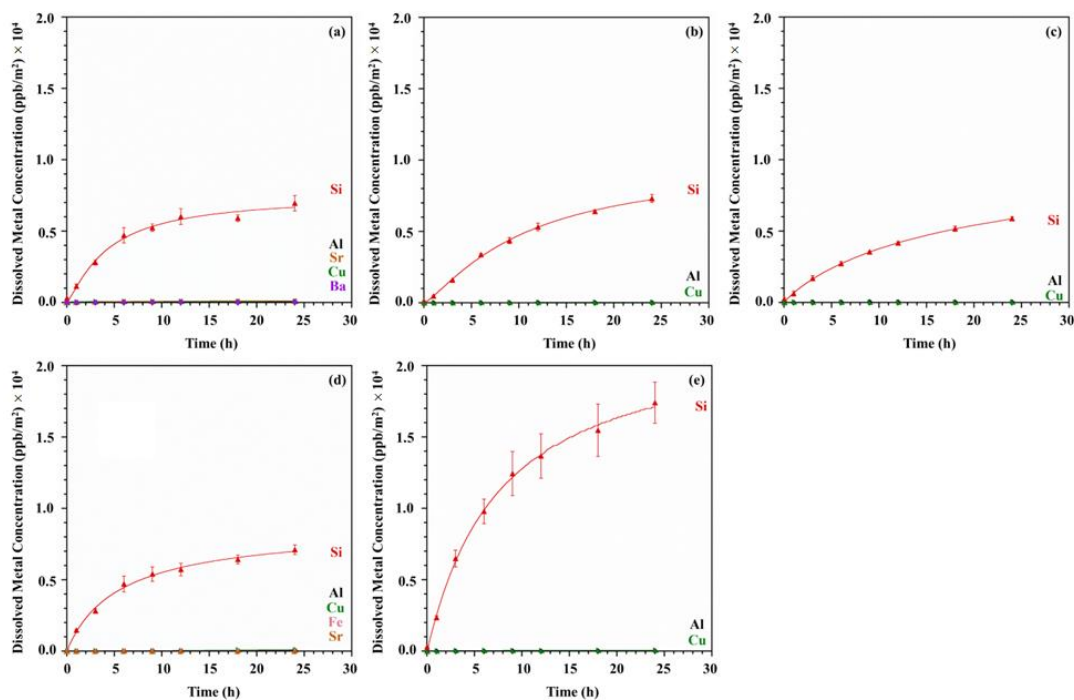 Dissolved Metal Concentration (ppb/m²) × 10⁴
2.0
1.5
1.0
0.5
0.0
(a)
Si
Al
Sr
Cu
Ba
0 5 10 15 20 25 30
Time (h)
Dissolved Metal Concentration (ppb/m²) × 10⁴
2.0
1.5
1.0
0.5
0.0
(b)
Si
Al
Cu
0 5 10 15 20 25 30
Time (h)
Dissolved Metal Concentration (ppb/m²) × 10⁴
2.0
1.5
1.0
0.5
0.0
(c)
Si
Al
Cu
0 5 10 15 20 25 30
Time (h)
Dissolved Metal Concentration (ppb/m²) × 10⁴
2.0
1.5
1.0
0.5
0.0
(d)
Si
Al
Cu
Fe
Sr
0 5 10 15 20 25 30
Time (h)
Dissolved Metal Concentration (ppb/m²) × 10⁴
2.0
1.5
1.0
0.5
0.0
(e)
Si
Al
Cu
0 5 10 15 20 25 30
Time (h)